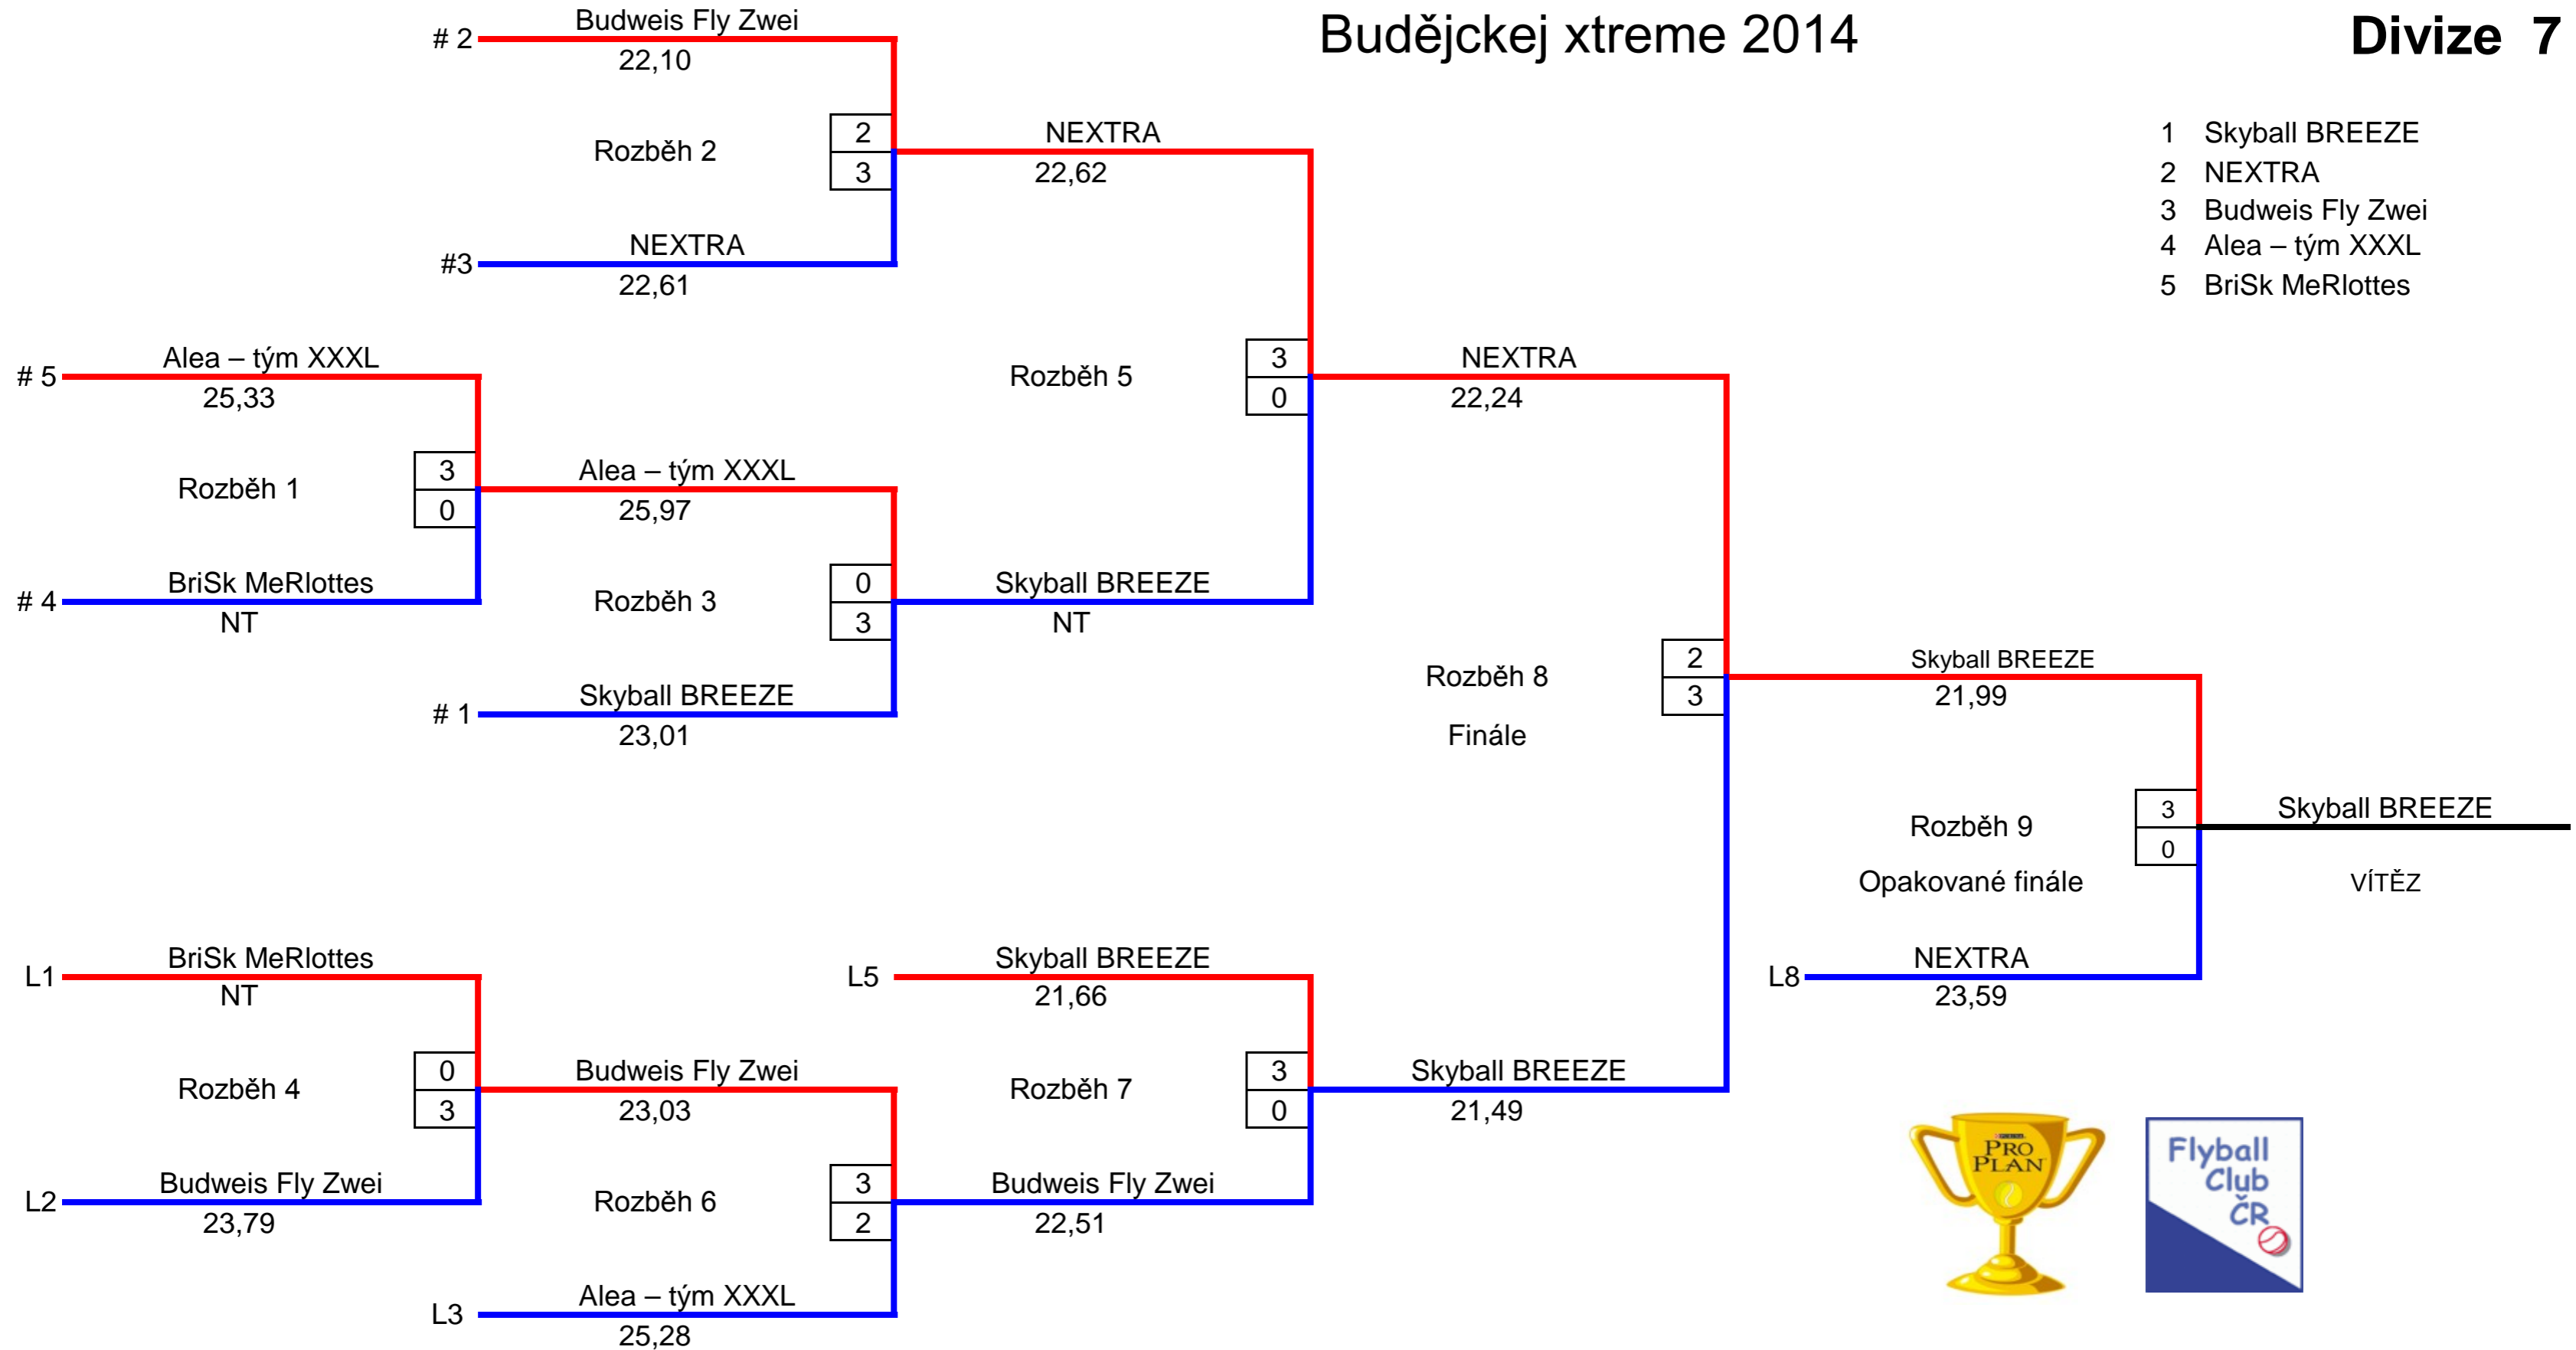 Budějckej xtreme 2014
Divize 7
1 Skyball BREEZE
2 NEXTRA
3 Budweis Fly Zwei
4 Alea – tým XXXL
5 BriSk MeRlottes
# 2
Budweis Fly Zwei
22,10
Rozběh 2
2
3
#3
NEXTRA
22,61
NEXTRA
22,62
# 5
Alea – tým XXXL
25,33
Rozběh 1
3
0
# 4
BriSk MeRlottes
NT
Alea – tým XXXL
25,97
Rozběh 3
0
3
# 1
Skyball BREEZE
23,01
Rozběh 5
3
0
Skyball BREEZE
NT
NEXTRA
22,24
Rozběh 8
Finále
2
3
Skyball BREEZE
21,99
Rozběh 9
Opakované finále
3
0
Skyball BREEZE
VÍTĚZ
L8
NEXTRA
23,59
L1
BriSk MeRlottes
NT
Rozběh 4
0
3
L2
Budweis Fly Zwei
23,79
Budweis Fly Zwei
23,03
Rozběh 6
3
2
L3
Alea – tým XXXL
25,28
L5
Skyball BREEZE
21,66
Rozběh 7
3
0
Budweis Fly Zwei
22,51
Skyball BREEZE
21,49
PRO
PLAN
Flyball
Club
ČR